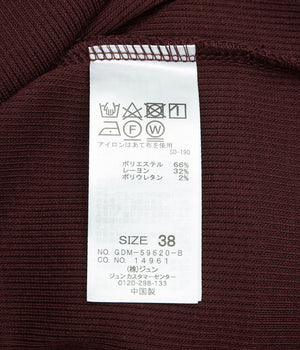 F W
アイロンはあて布を使用
SD-190
ポリエステル 66%
レーヨン 32%
ポリウレタン 2%
SIZE 38
NO. GDM-59620-B
CO.NO. 14961
(株)ジュン
ジュン カスタマーセンター
0120-298-133
中国製